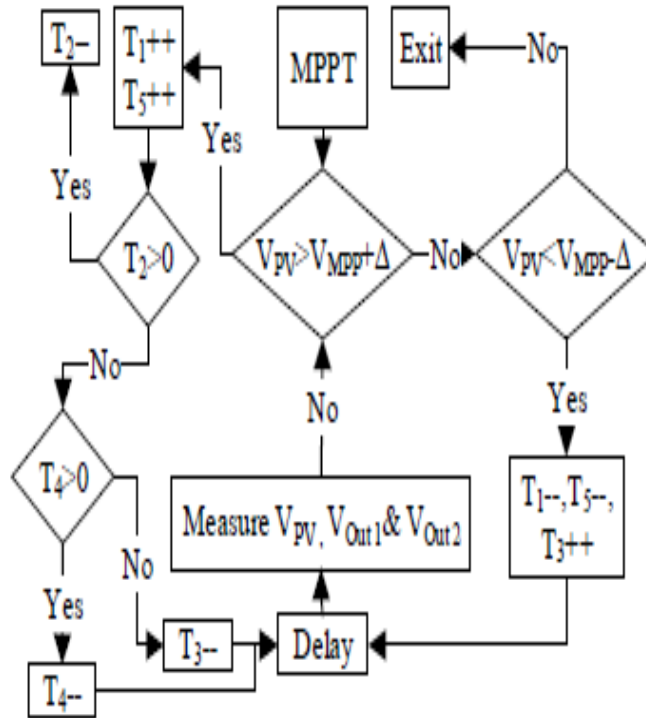 T2–
T1++
T5++
MPPT
Exit
No
Yes
Yes
T2>0
VPV>VMPP+Δ
No
VPV<VMPP-Δ
No
No
Yes
T4>0
Measure VPV, VOut1& VOut2
T1--,T5--,
T3++
No
Yes
T3--
Delay
T4--